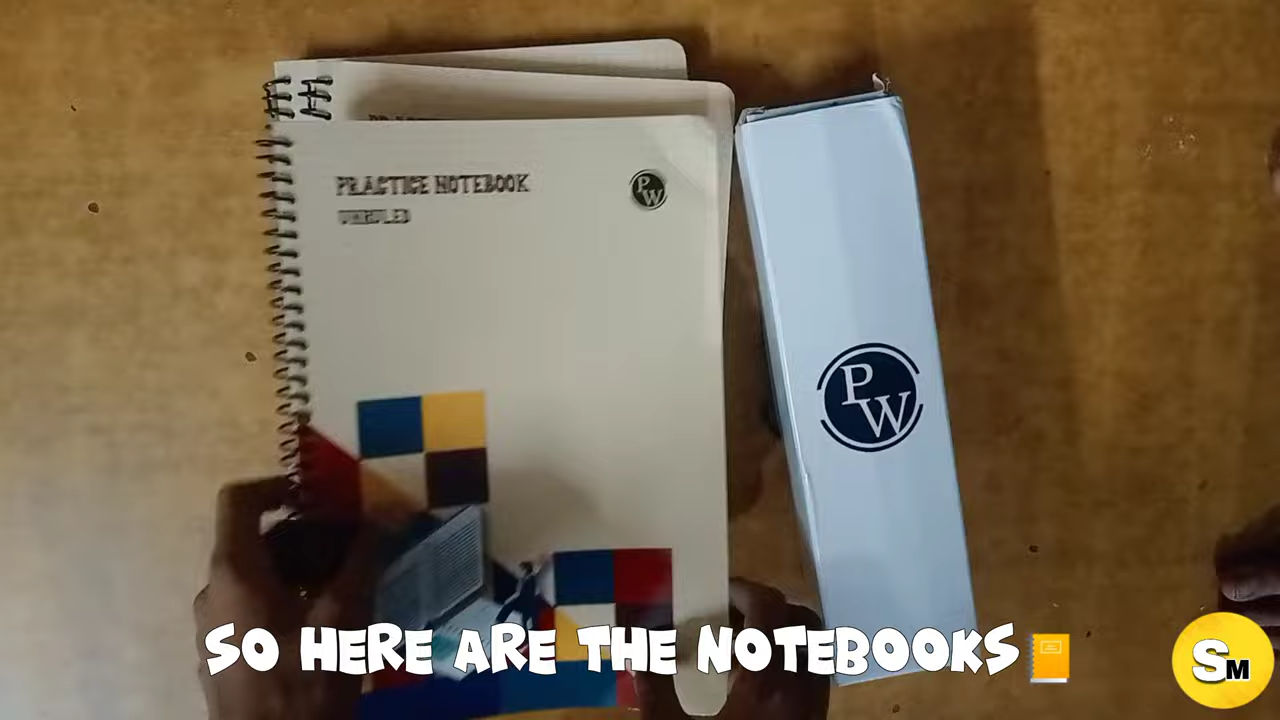 PRACTICE NOTEBOOK
UNRULED
PW
PW
SO HERE ARE THE NOTEBOOKS
SM